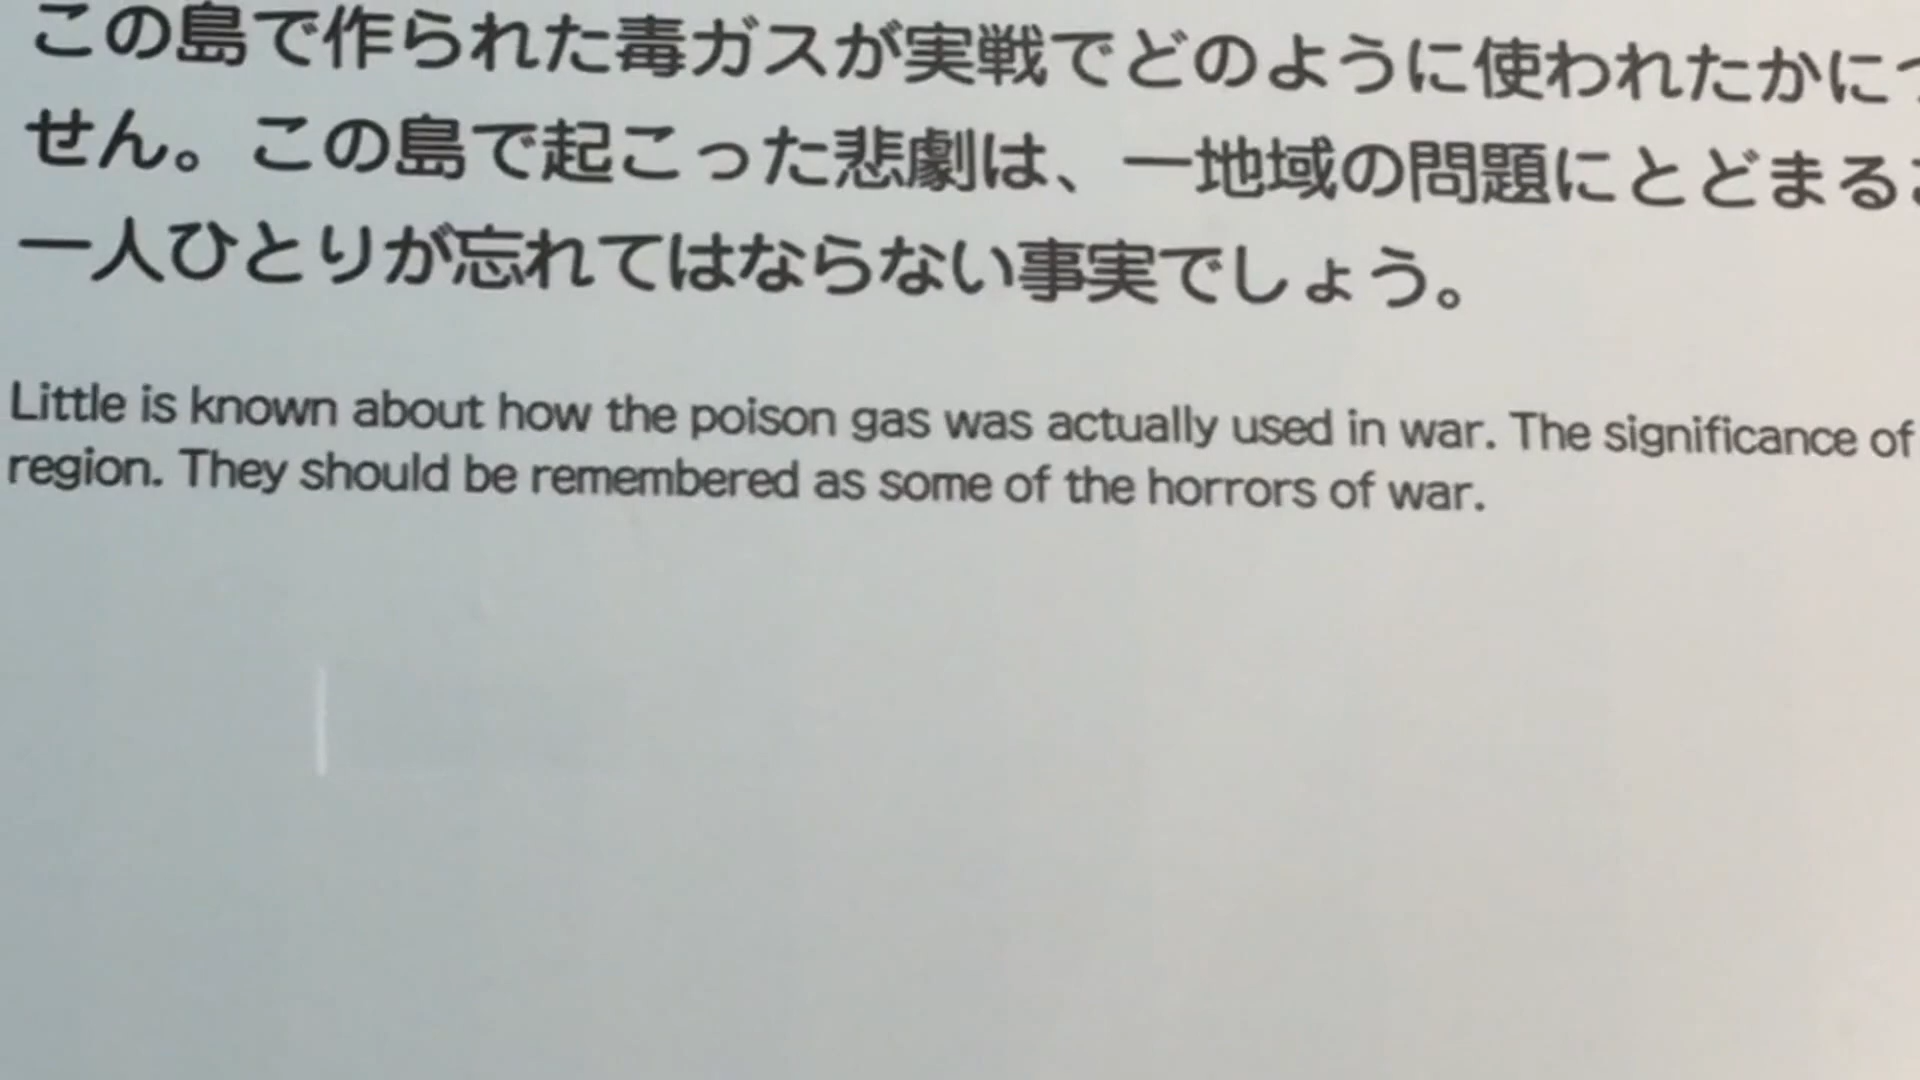 この島で作られた毒ガスが実戦でどのように使われたかにつ
せん。この島で起こった悲劇は、一地域の問題にとどまる
一人ひとりが忘れてはならない事実でしょう。
Little is known about how the poison gas was actually used in war. The significance of
region. They should be remembered as some of the horrors of war.